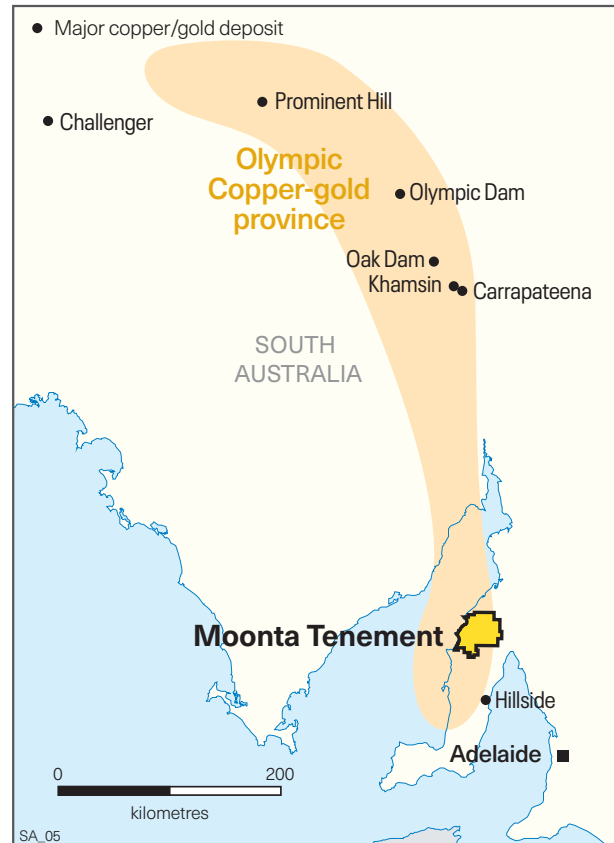 Major copper/gold deposit
Prominent Hill
Challenger
Olympic
Copper-gold
province
Olympic Dam
Oak Dam
Khamsin
Carrapateena
SOUTH
AUSTRALIA
Moonta Tenement
Hillside
Adelaide
0 200
kilometres
SA_05